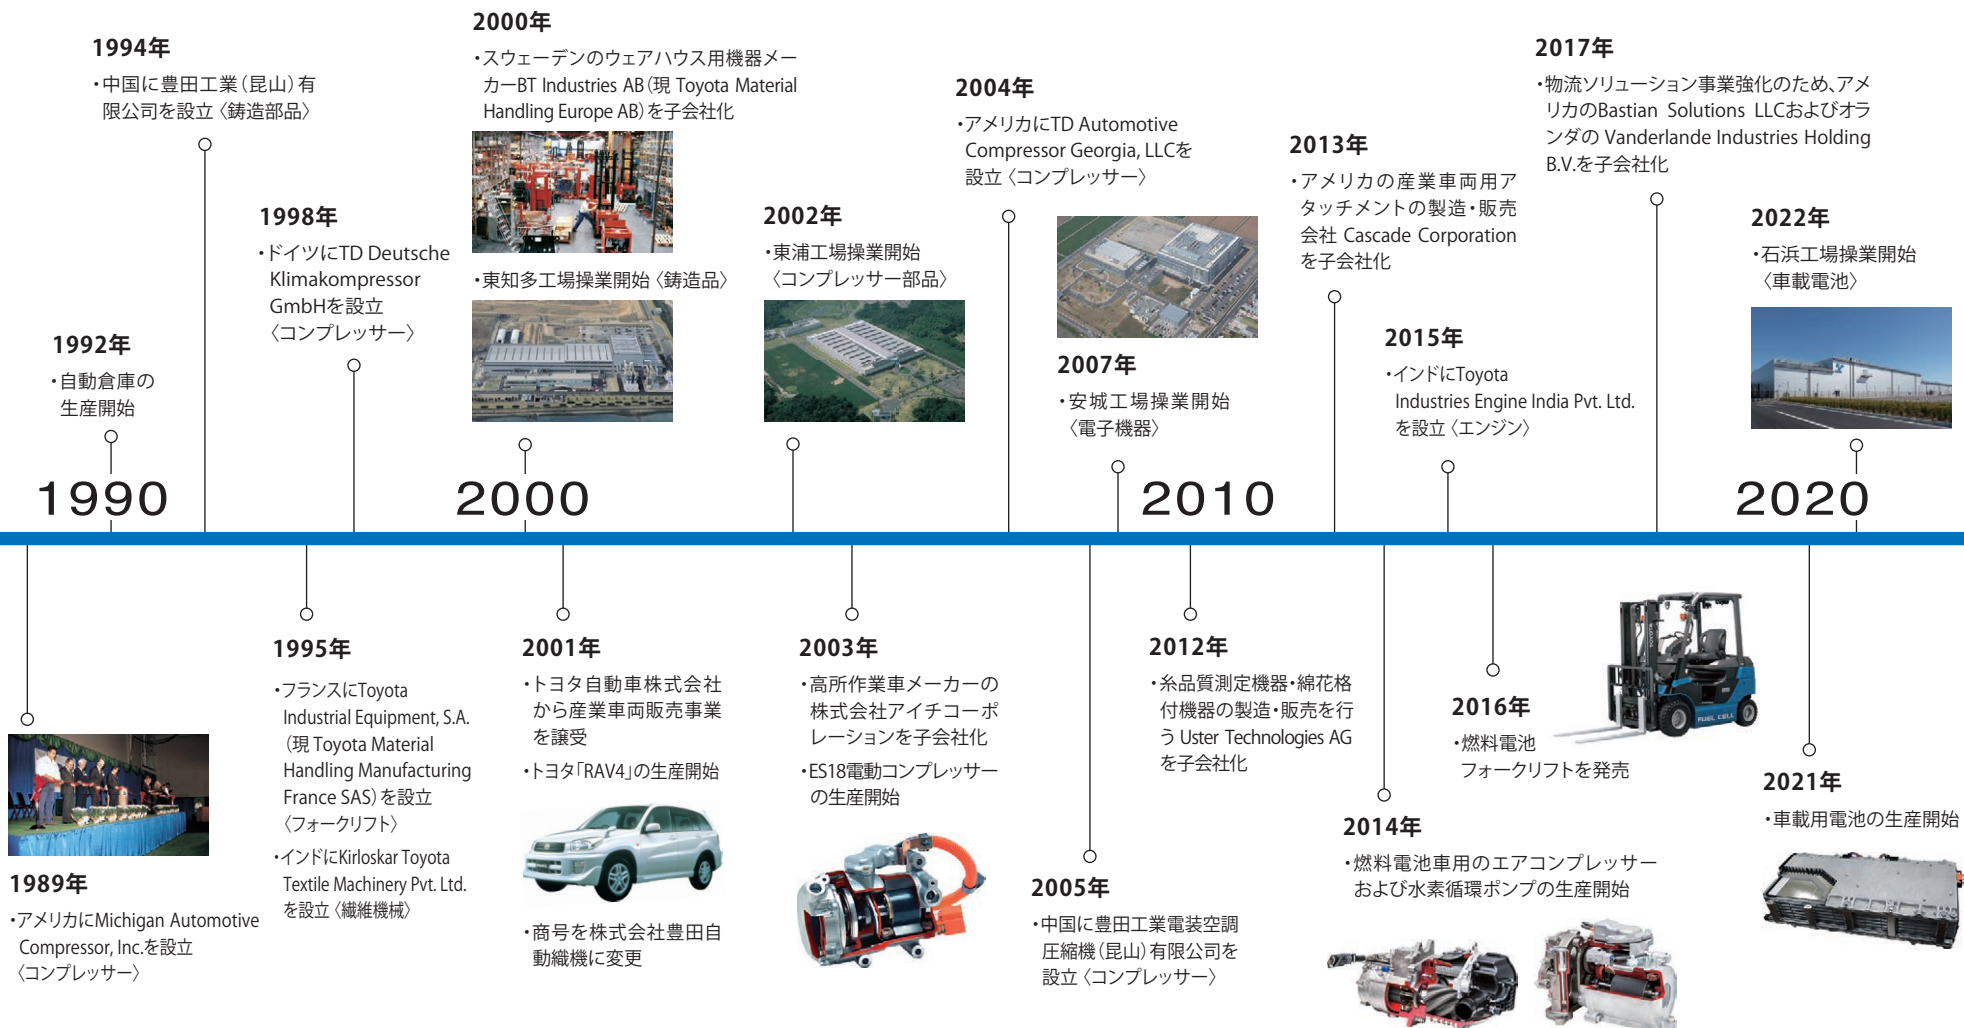 1994年
・中国に豊田工業(昆山)有
限公司を設立〈鋳造部品〉
2000年
・スウェーデンのウェアハウス用機器メー
カーBT Industries AB(現 Toyota Material
Handling Europe AB)を子会社化
・東知多工場操業開始〈鋳造品〉
2004年
・アメリカにTD Automotive
Compressor Georgia, LLCを
設立〈コンプレッサー〉
2017年
・物流ソリューション事業強化のため、アメ
リカのBastian Solutions LLCおよびオラ
ンダの Vanderlande Industries Holding
B.V.を子会社化
2013年
・アメリカの産業車両用ア
タッチメントの製造・販売
会社 Cascade Corporation
を子会社化
1998年
・ドイツにTD Deutsche
Klimakompressor
GmbHを設立
〈コンプレッサー〉
2002年
・東浦工場操業開始
〈コンプレッサー部品〉
2022年
・石浜工場操業開始
〈車載電池〉
1992年
・自動倉庫の
生産開始
2007年
・安城工場操業開始
〈電子機器〉
2015年
・インドにToyota
Industries Engine India Pvt. Ltd.
を設立〈エンジン〉
1990
2000
2010
2020
1989年
・アメリカにMichigan Automotive
Compressor, Inc.を設立
〈コンプレッサー〉
1995年
・フランスにToyota
Industrial Equipment, S.A.
(現 Toyota Material
Handling Manufacturing
France SAS)を設立
〈フォークリフト〉
・インドにKirloskar Toyota
Textile Machinery Pvt. Ltd.
を設立〈繊維機械〉
2001年
・トヨタ自動車株式会社
から産業車両販売事業
を譲受
・トヨタ「RAV4」の生産開始
・商号を株式会社豊田自
動織機に変更
2003年
・高所作業車メーカーの
株式会社アイチコーポ
レーションを子会社化
・ES18電動コンプレッサー
の生産開始
2005年
・中国に豊田工業電装空調
圧縮機(昆山)有限公司を
設立〈コンプレッサー〉
2012年
・糸品質測定機器・綿花格
付機器の製造・販売を行
う Uster Technologies AG
を子会社化
2014年
・燃料電池車用のエアコンプレッサー
および水素循環ポンプの生産開始
2016年
・燃料電池
フォークリフトを発売
FUEL CELL
2021年
・車載用電池の生産開始